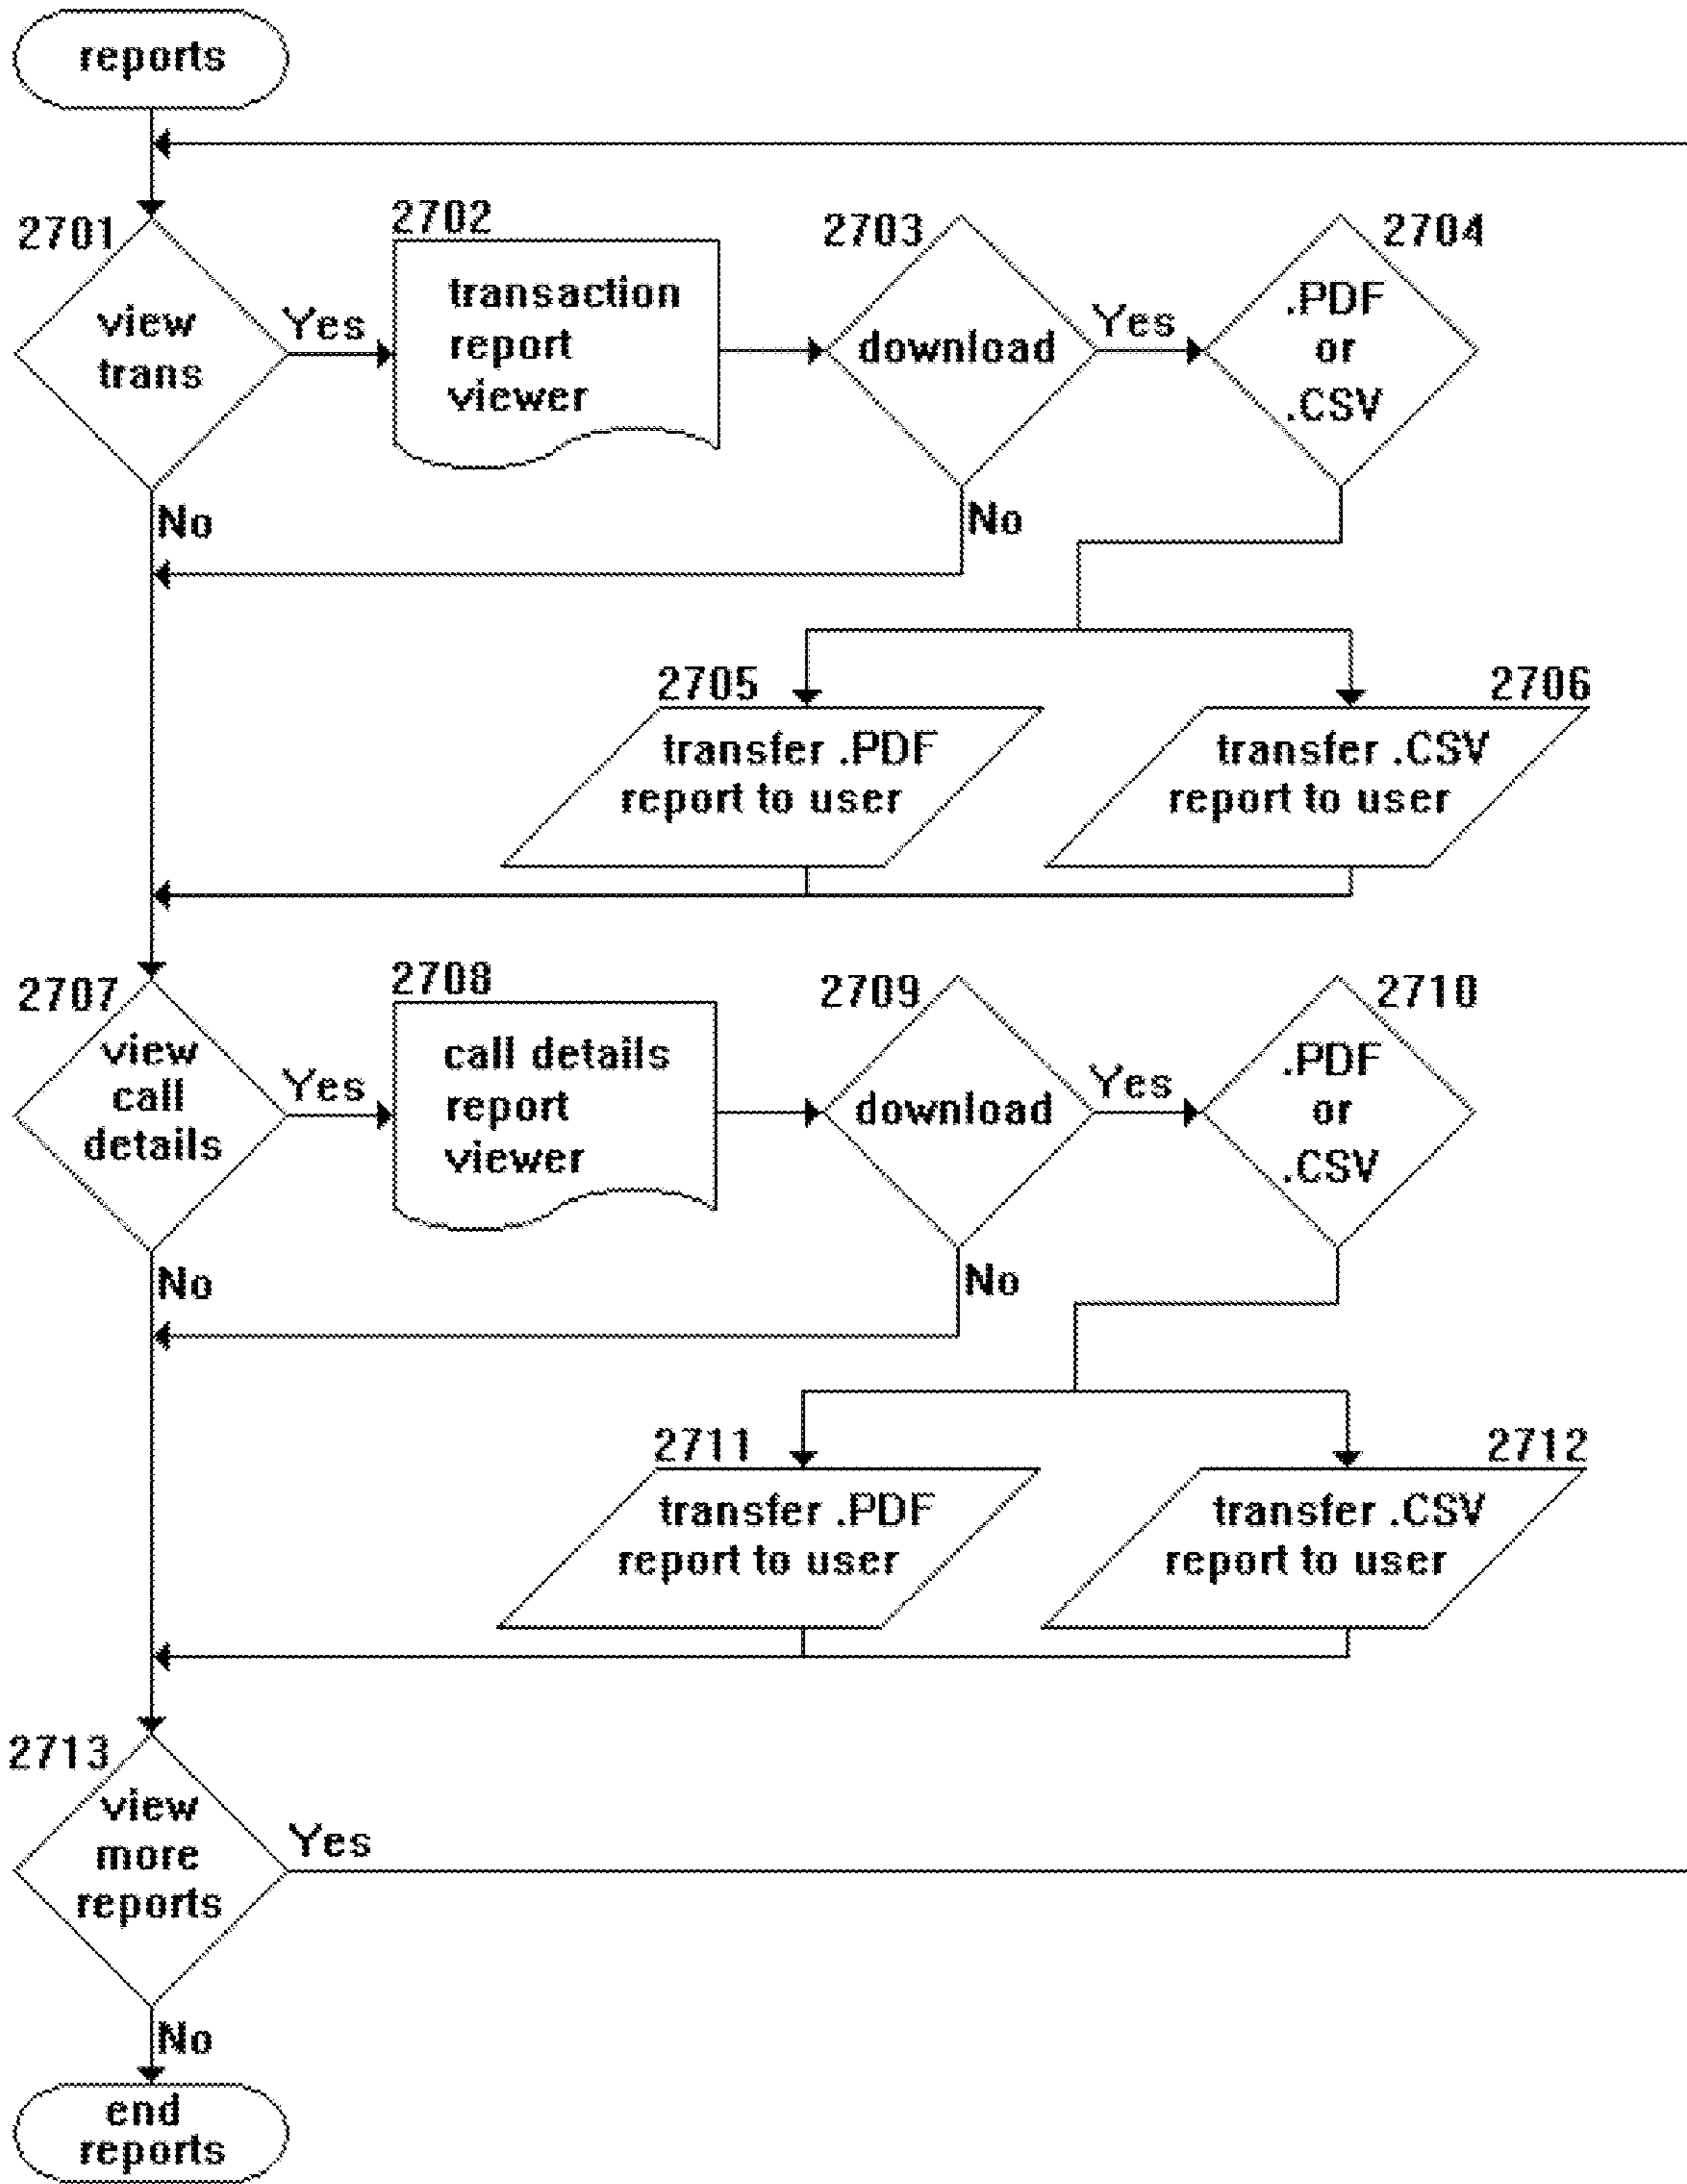 reports
2701
view
trans
Yes
No
2702
transaction
report
viewer
2703
download
Yes
No
2704
.PDF
or
.CSV
2705
transfer .PDF
report to user
2706
transfer .CSV
report to user
2707
view
call
details
Yes
No
2708
call details
report
viewer
2709
download
Yes
No
2710
.PDF
or
.CSV
2711
transfer .PDF
report to user
2712
transfer .CSV
report to user
2713
view
more
reports
Yes
No
end
reports